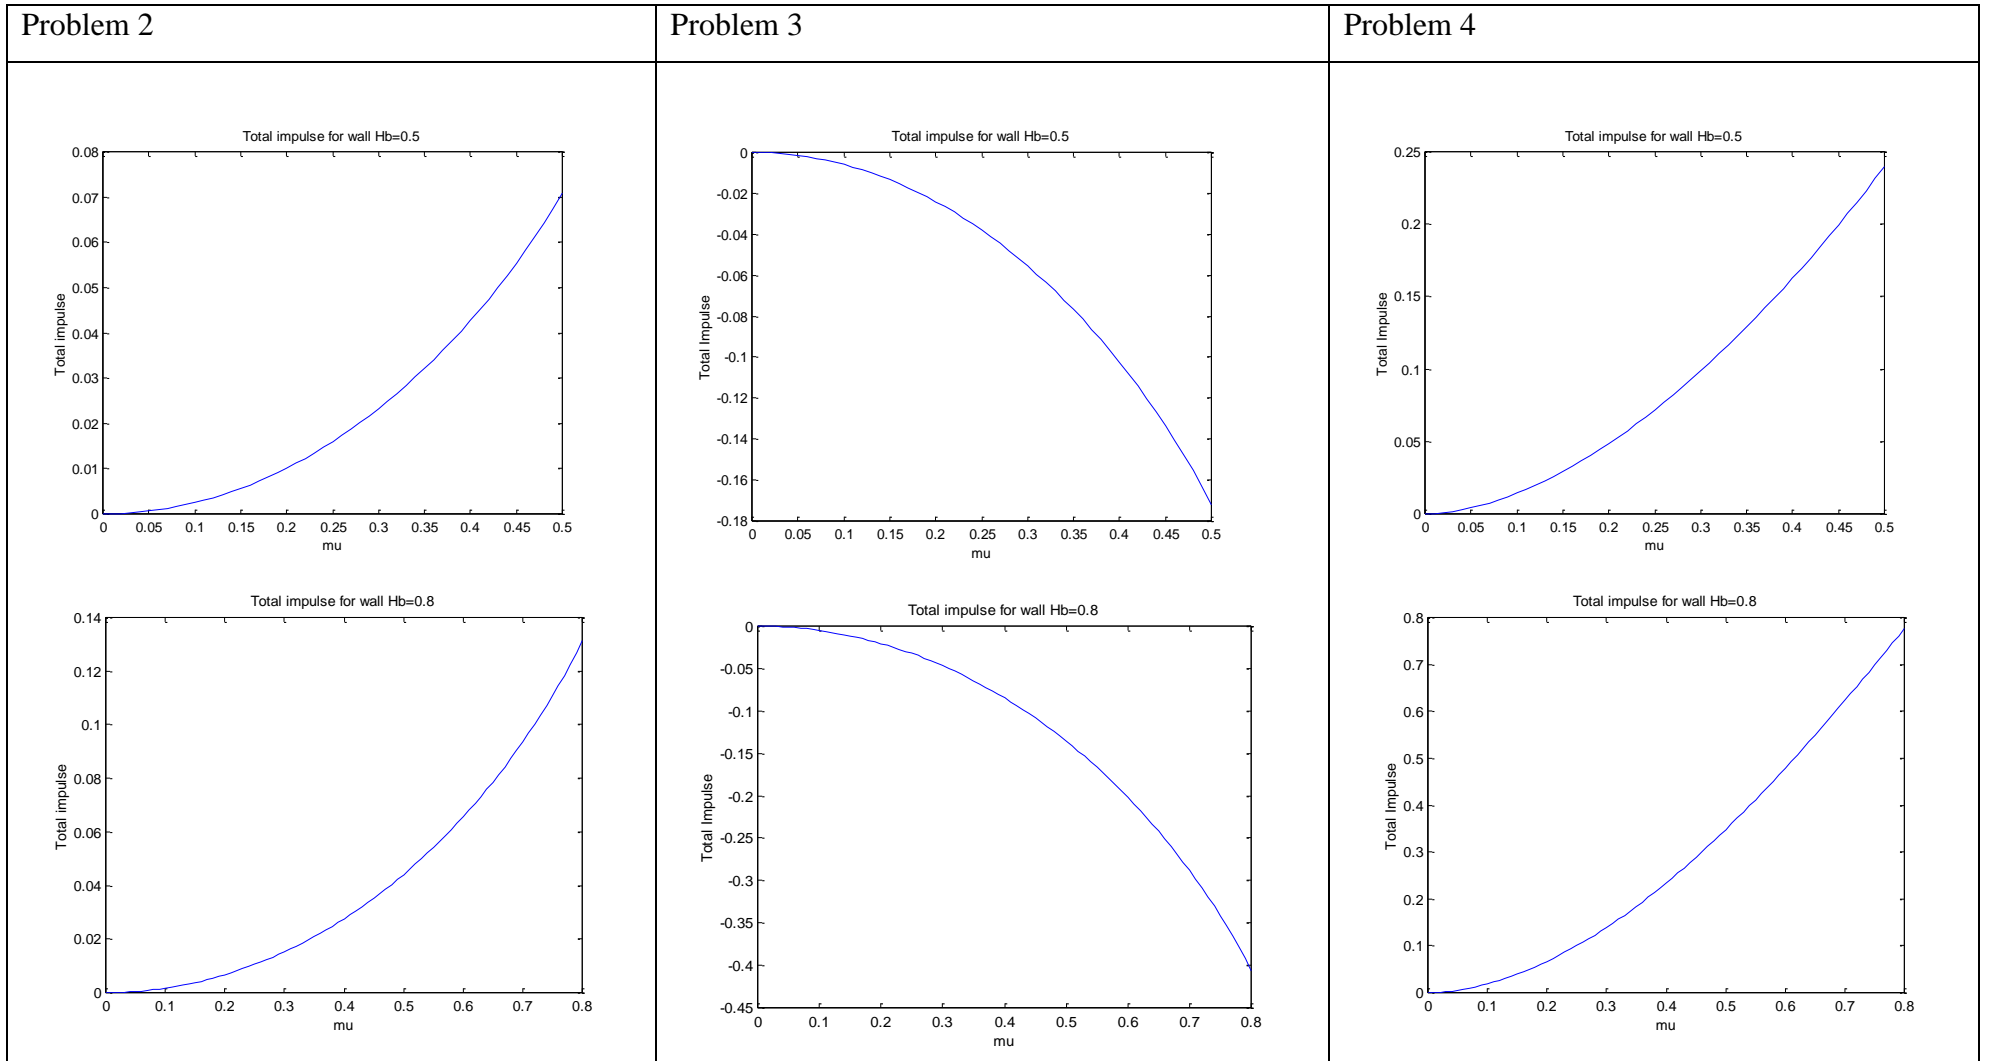 Problem 2
Problem 3
Problem 4
Total impulse for wall Hb=0.5
0.08
0.07
0.06
0.05
0.04
0.03
0.02
0.01
0
Total impulse
0 0.05 0.1 0.15 0.2 0.25 0.3 0.35 0.4 0.45 0.5
mu
Total impulse for wall Hb=0.5
0
-0.02
-0.04
-0.06
-0.08
-0.1
-0.12
-0.14
-0.16
-0.18
Total Impulse
0 0.05 0.1 0.15 0.2 0.25 0.3 0.35 0.4 0.45 0.5
mu
Total impulse for wall Hb=0.5
0.25
0.2
0.15
0.1
0.05
0
Total Impulse
0 0.05 0.1 0.15 0.2 0.25 0.3 0.35 0.4 0.45 0.5
mu
Total impulse for wall Hb=0.8
0.14
0.12
0.1
0.08
0.06
0.04
0.02
0
Total impulse
0 0.1 0.2 0.3 0.4 0.5 0.6 0.7 0.8
mu
Total impulse for wall Hb=0.8
0
-0.05
-0.1
-0.15
-0.2
-0.25
-0.3
-0.35
-0.4
-0.45
Total Impulse
0 0.1 0.2 0.3 0.4 0.5 0.6 0.7 0.8
mu
Total impulse for wall Hb=0.8
0.8
0.7
0.6
0.5
0.4
0.3
0.2
0.1
0
Total Impulse
0 0.1 0.2 0.3 0.4 0.5 0.6 0.7 0.8
mu